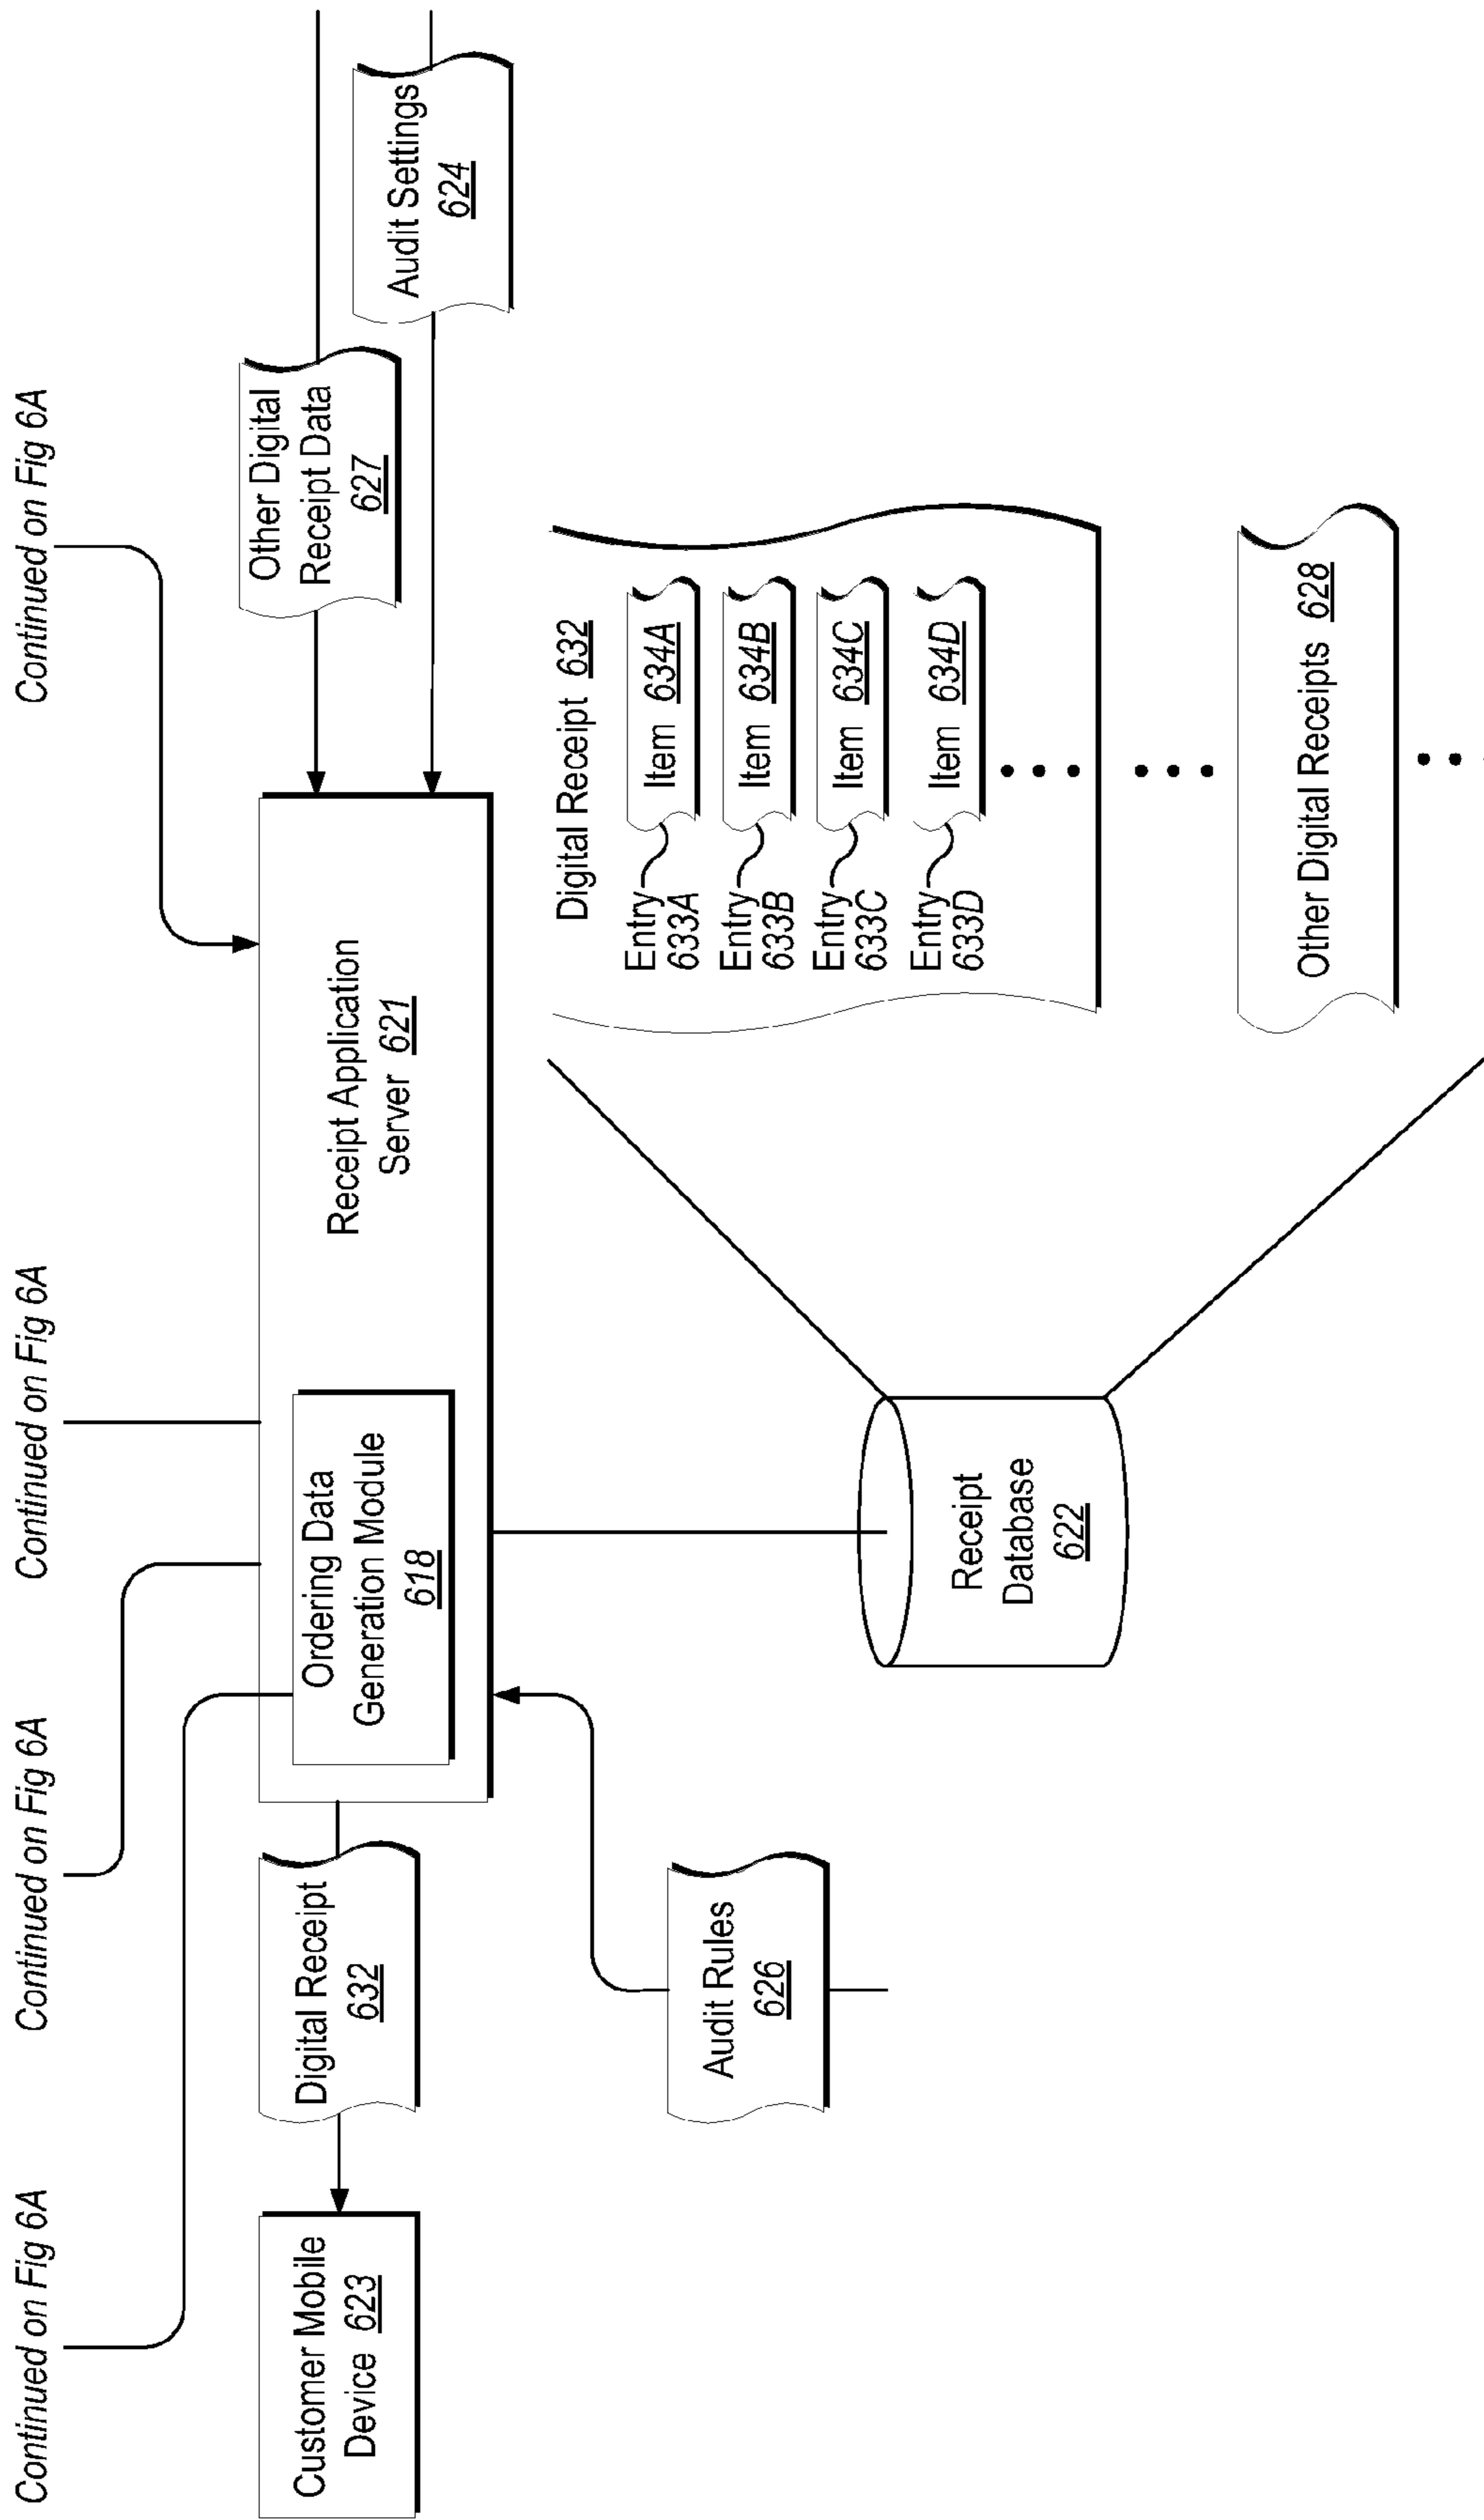 Continued on Fig 6A
Continued on Fig 6A
Continued on Fig 6A
Continued on Fig 6A
Customer Mobile
Device 623
Digital Receipt
632
Ordering Data
Generation Module
618
Receipt Application
Server 621
Other Digital
Receipt Data
627
Audit Settings
624
Audit Rules
626
Receipt
Database
622
Digital Receipt 632
Entry
633A
Item 634A
Entry
633B
Item 634B
Entry
633C
Item 634C
Entry
633D
Item 634D
Other Digital Receipts 628